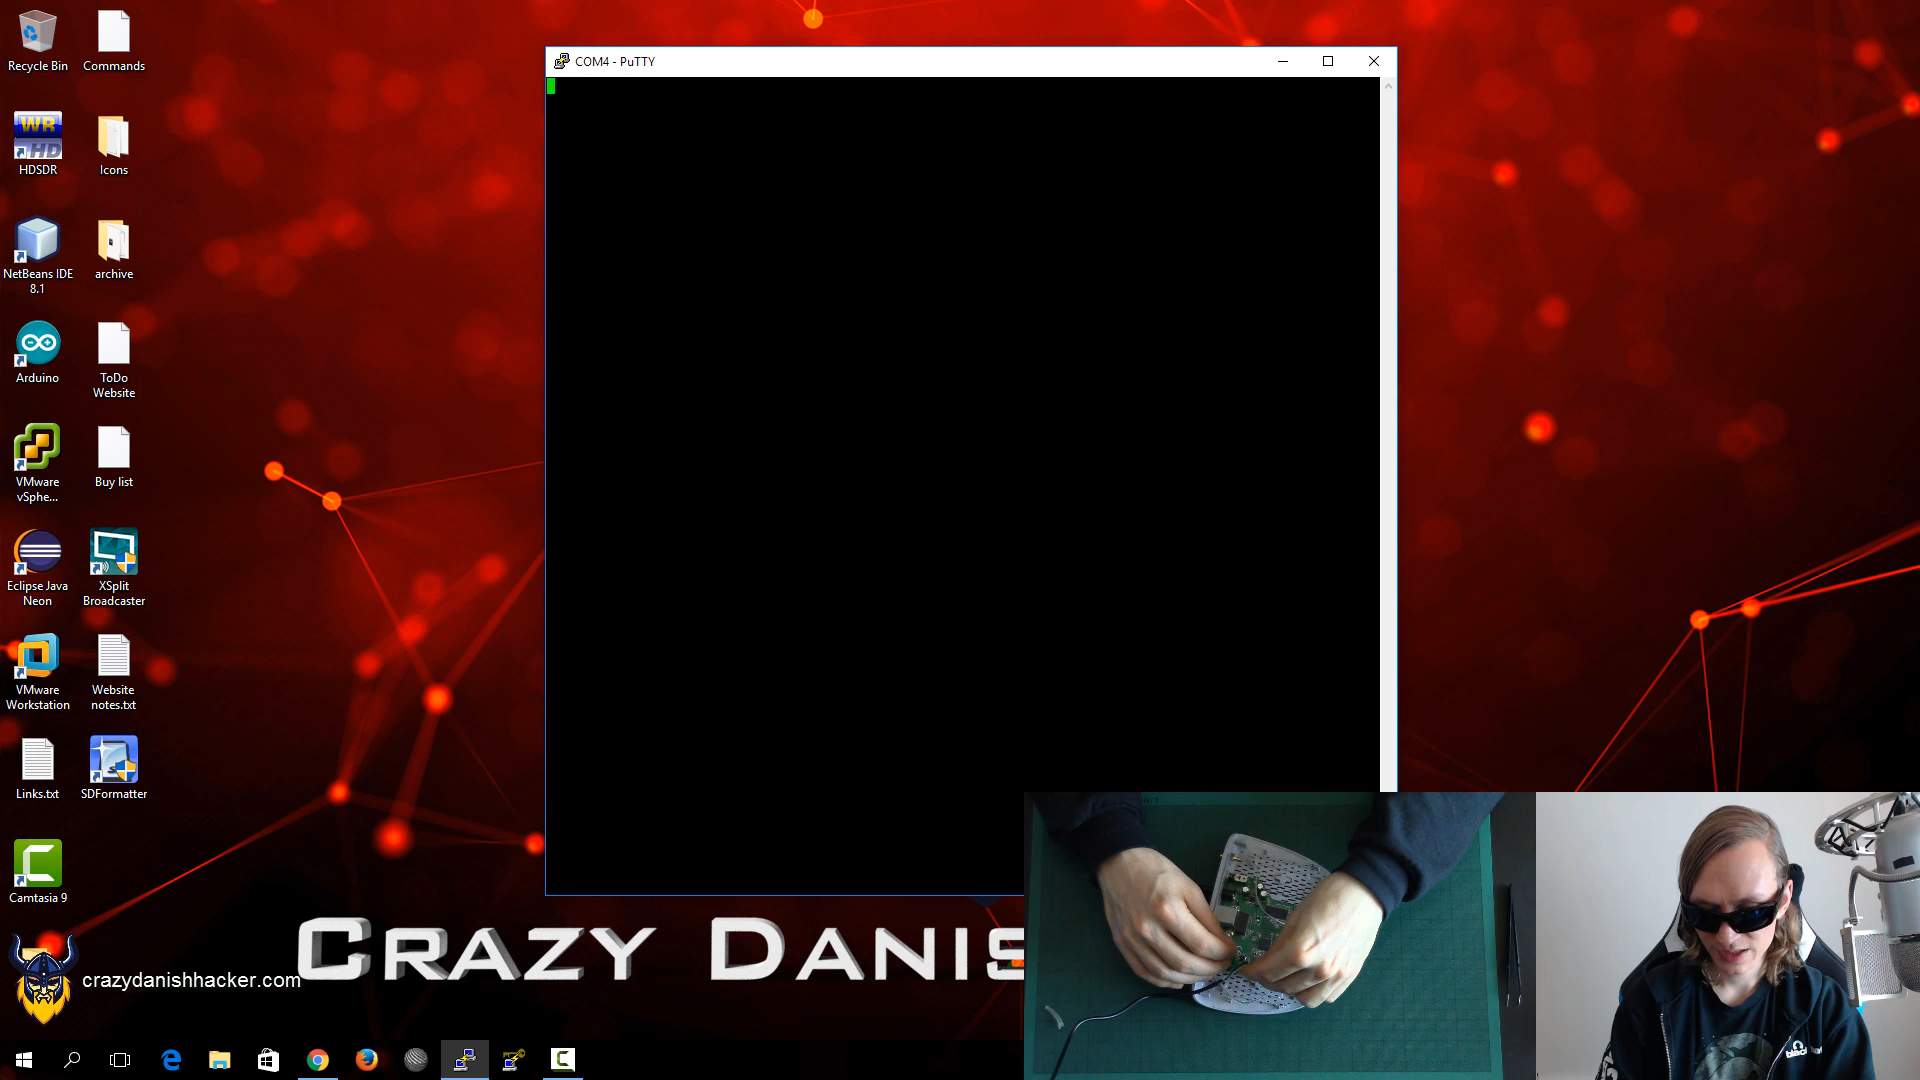 Recycle Bin
Commands
WR
HD
HDSDR
Icons
NetBeans IDE
8.1
archive
Arduino
ToDo
Website
VMware
vSphe...
Buy list
Eclipse Java
Neon
XSplit
Broadcaster
VMware
Workstation
Website
notes.txt
Links.txt
SDFormatter
Camtasia 9
crazydanishhacker.com
COM4 - PuTTY
CRAZY DANIS